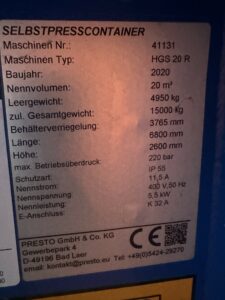 SELBSTPRESSCONTAINER
Maschinen Nr.: 41131
Maschinen Typ: HGS 20 R
Baujahr: 2020
Nennvolumen: 20 m³
Leergewicht: 4950 kg
zul. Gesamtgewicht: 15000 kg
Behälterverriegelung: 3765 mm
Länge: 6800 mm
Höhe: 2600 mm
max. Betriebsüberdruck: 220 bar
Schutzart: IP 55
Nennstrom: 11,5 A
Nennspannung: 400 V,50 Hz
Nennleistung: 5,5 kW
E-Anschluss: K 32 A
PRESTO GmbH & Co. KG
Gewerbepark 4
D-49196 Bad Laer
email: kontakt@presto.eu Tel: +49(0)5424-29270